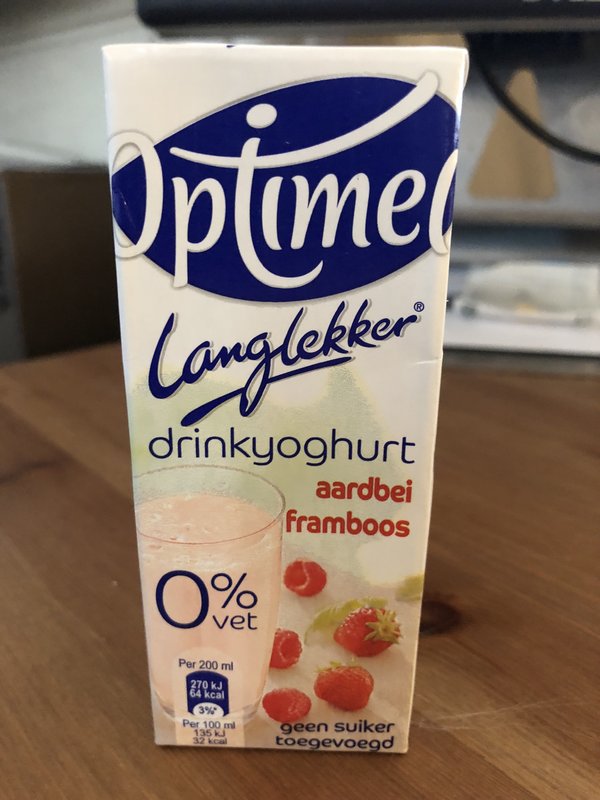 Optimel
Langlekker®
drinkyoghurt
aardbei
framboos
0%
vet
Per 200 ml
270 kJ
64 kcal
3%*
Per 100 ml
135 kJ
32 kcal
geen suiker
toegevoegd